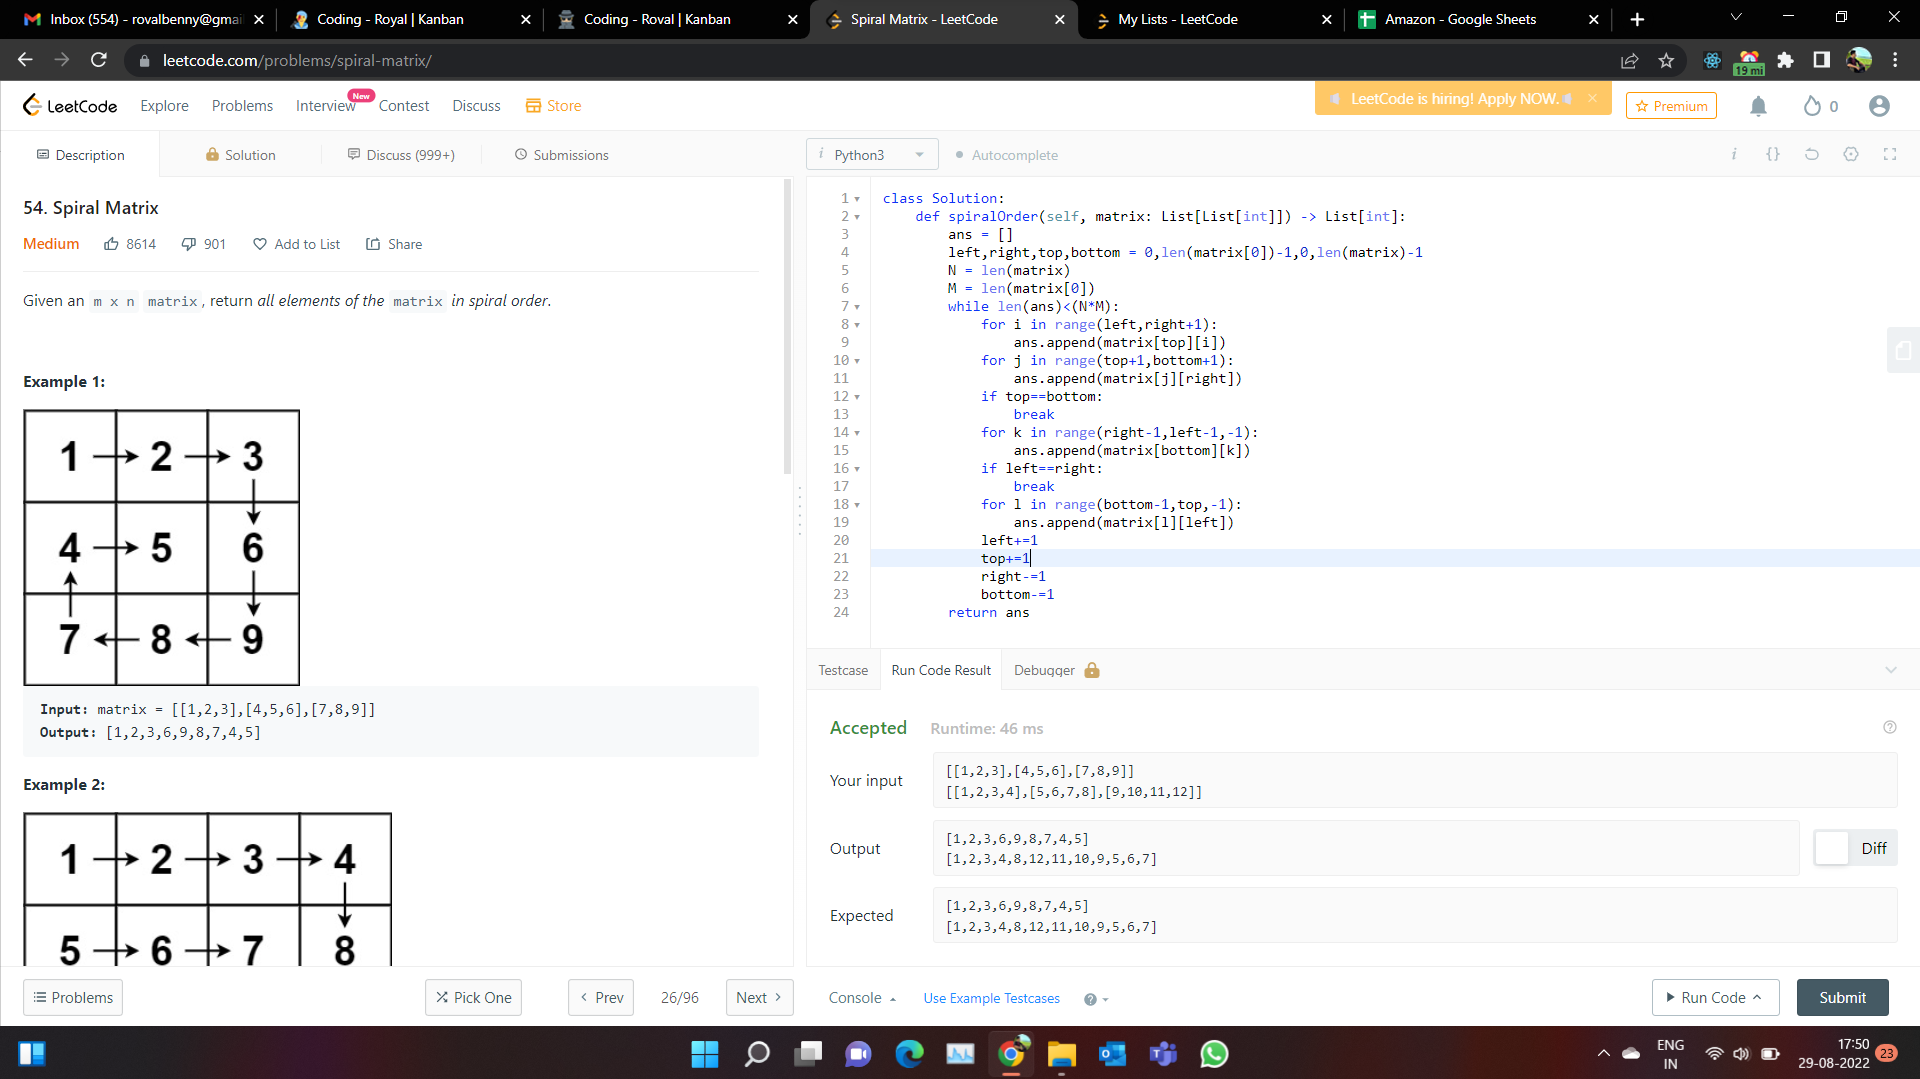 Inbox (554) - rovalbenny@gmai
Coding - Royal | Kanban
Coding - Roval | Kanban
Spiral Matrix - LeetCode
My Lists - LeetCode
Amazon - Google Sheets
leetcode.com/problems/spiral-matrix/
19 mi
LeetCode
Explore
Problems
Interview
New
Contest
Discuss
Store
LeetCode is hiring! Apply NOW.
Premium
0
Description
Solution
Discuss (999+)
Submissions
i Python3
Autocomplete
54. Spiral Matrix
Medium
8614
901
Add to List
Share
Given an m x n matrix, return all elements of the matrix in spiral order.
Example 1:
1 2 3
4 5 6
7 8 9
Input: matrix = [[1,2,3],[4,5,6],[7,8,9]]
Output: [1,2,3,6,9,8,7,4,5]
Example 2:
1 2 3 4
5 6 7 8
1 class Solution:
2 def spiralOrder(self, matrix: List[List[int]]) -> List[int]:
3 ans = []
4 left,right,top,bottom = 0,len(matrix[0])-1,0,len(matrix)-1
5 N = len(matrix)
6 M = len(matrix[0])
7 while len(ans)<(N*M):
8 for i in range(left,right+1):
9 ans.append(matrix[top][i])
10 for j in range(top+1,bottom+1):
11 ans.append(matrix[j][right])
12 if top==bottom:
13 break
14 for k in range(right-1,left-1,-1):
15 ans.append(matrix[bottom][k])
16 if left==right:
17 break
18 for l in range(bottom-1,top,-1):
19 ans.append(matrix[l][left])
20 left+=1
21 top+=1
22 right-=1
23 bottom-=1
24 return ans
Testcase
Run Code Result
Debugger
Accepted
Runtime: 46 ms
Your input
[[1,2,3],[4,5,6],[7,8,9]]
[[1,2,3,4],[5,6,7,8],[9,10,11,12]]
Output
[1,2,3,6,9,8,7,4,5]
[1,2,3,4,8,12,11,10,9,5,6,7]
Diff
Expected
[1,2,3,6,9,8,7,4,5]
[1,2,3,4,8,12,11,10,9,5,6,7]
Problems
Pick One
Prev
26/96
Next
Console
Use Example Testcases
Run Code
Submit
ENG
IN
17:50
29-08-2022
23